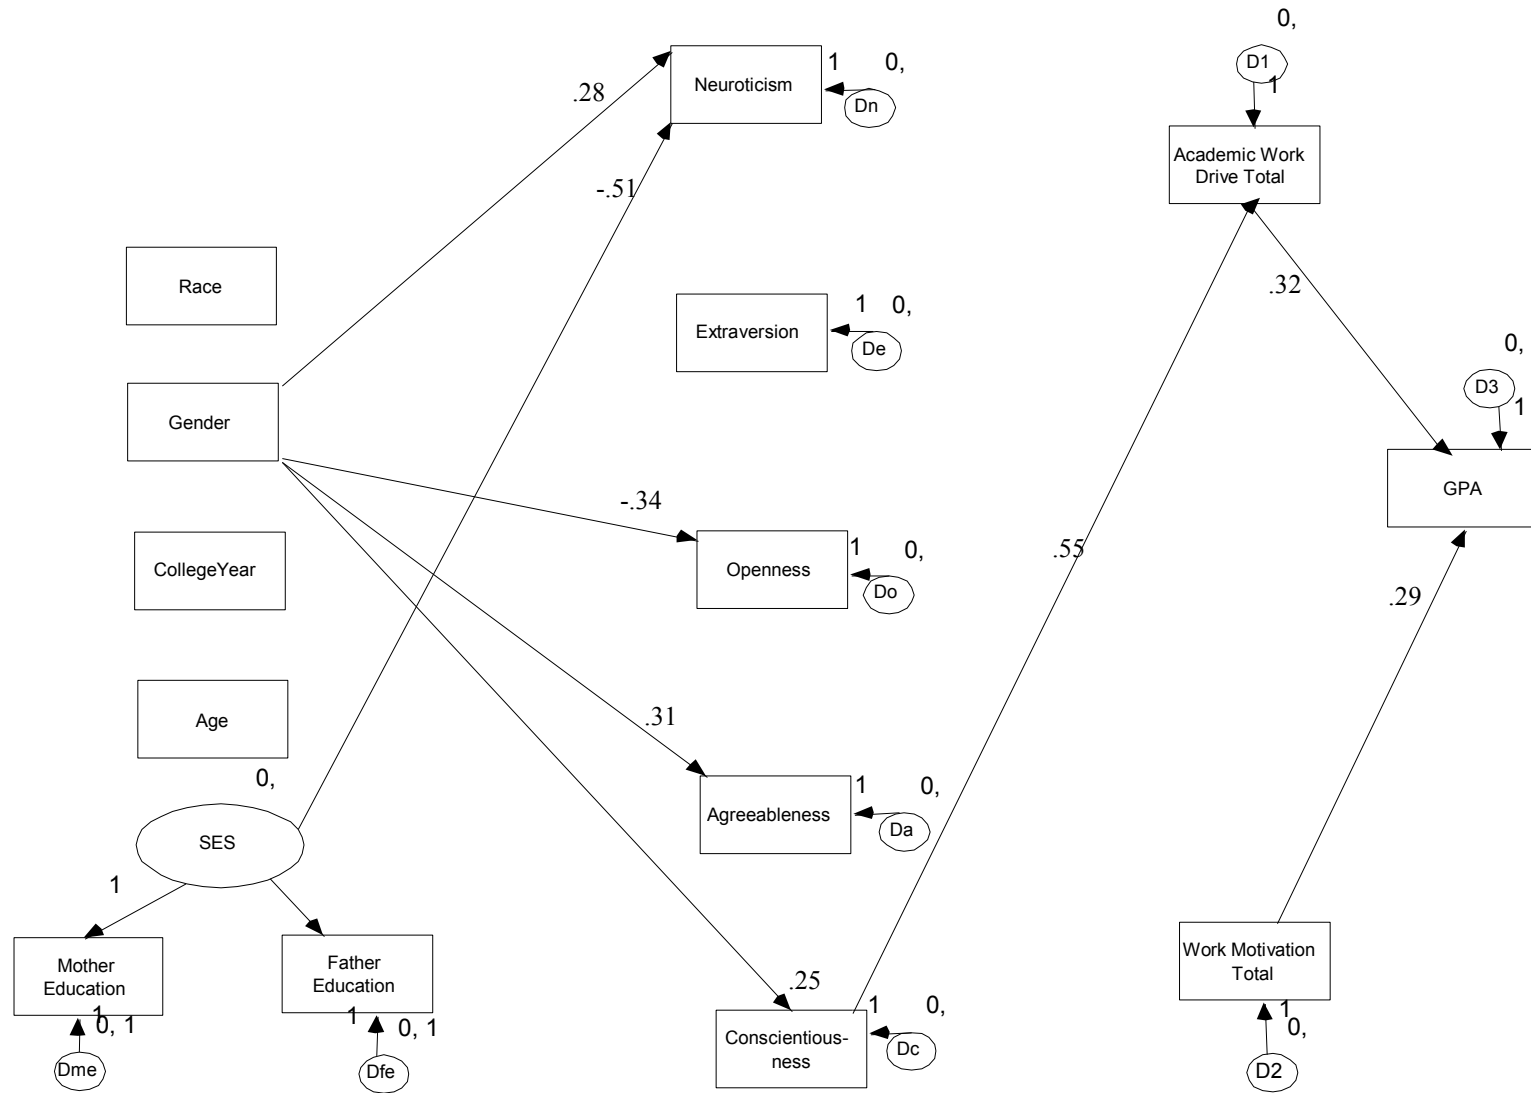 0,
D1
1
Neuroticism
1
0,
Dn
.28
Academic Work
Drive Total
-.51
Race
.32
Extraversion
1
0,
De
0,
D3
1
Gender
GPA
-.34
Openness
1
0,
Do
.55
CollegeYear
.29
Age
.31
0,
Agreeableness
1
0,
Da
SES
1
Mother
Education
1
0, 1
Dme
Father
Education
1
0, 1
Dfe
.25
Conscientious-
ness
1
0,
Dc
Work Motivation
Total
1
0,
D2